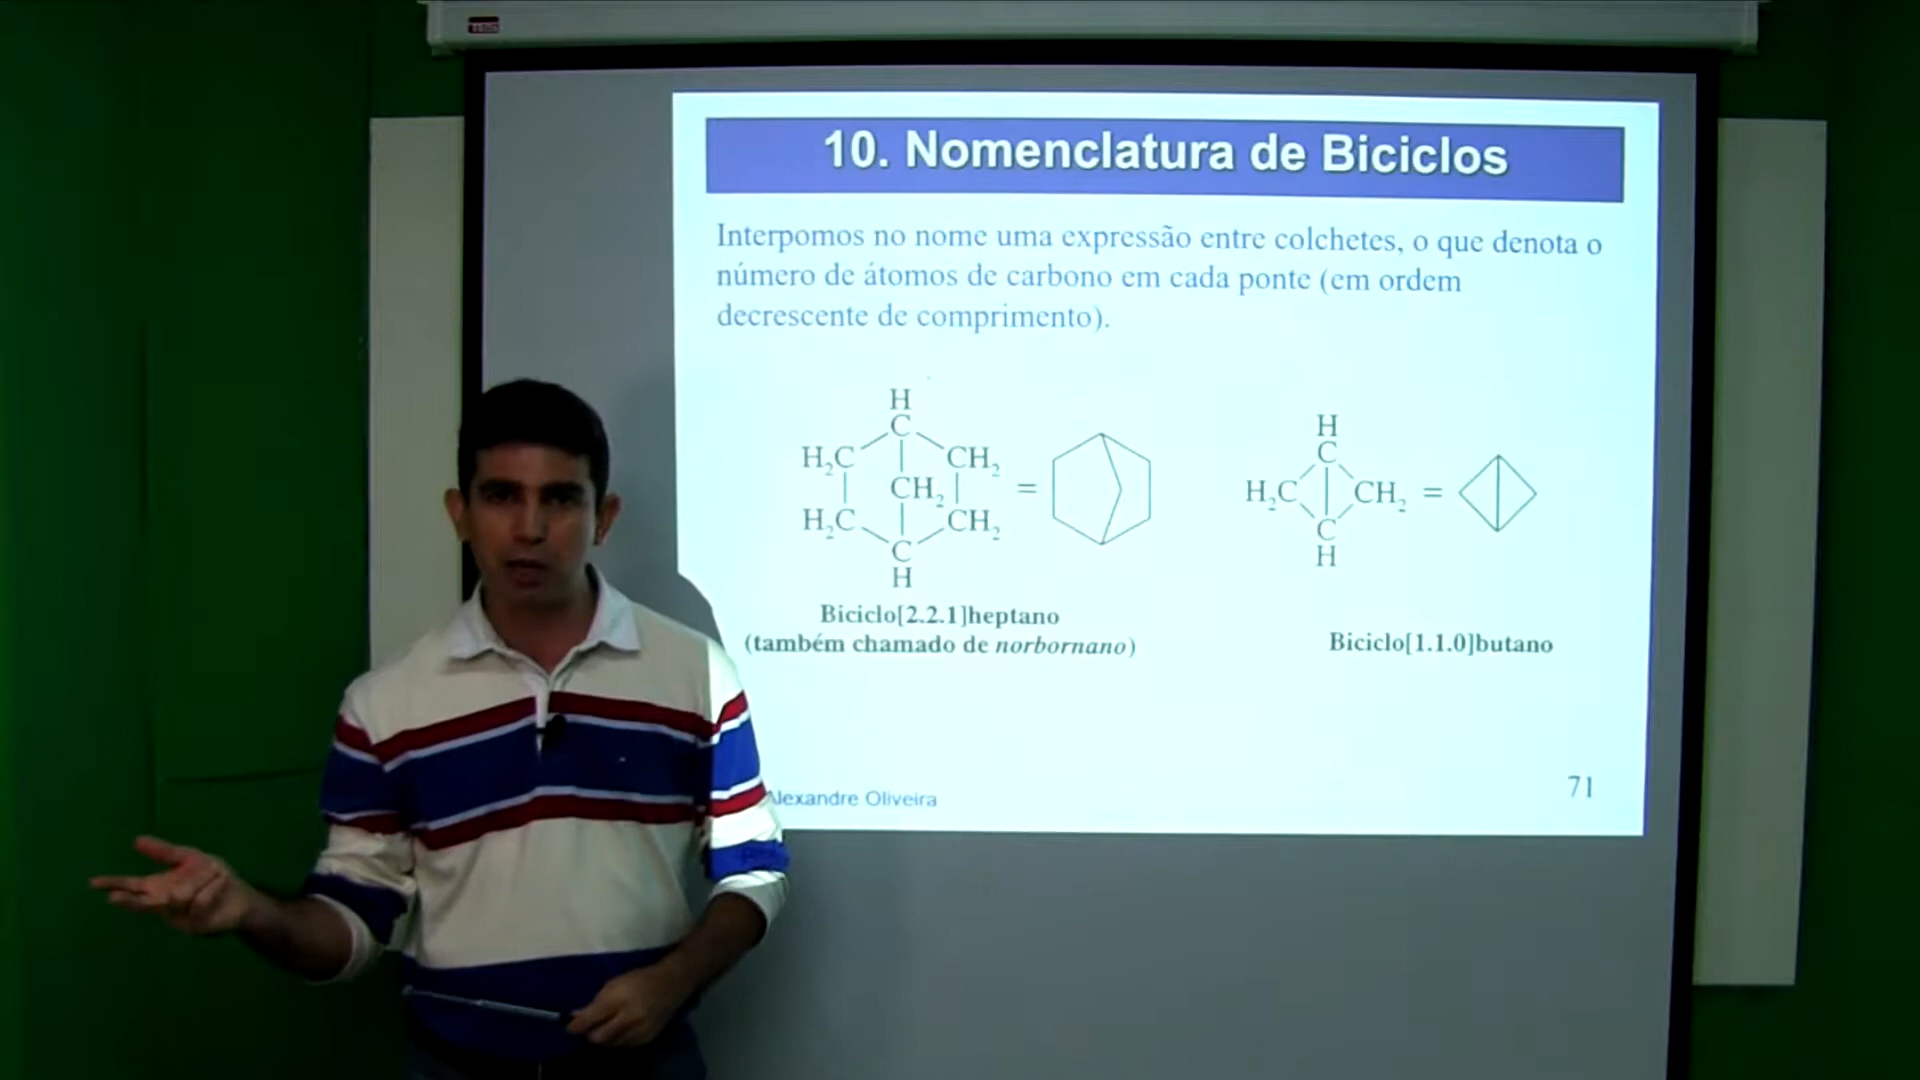 10. Nomenclatura de Biciclos
Interpomos no nome uma expressão entre colchetes, o que denota o
número de átomos de carbono em cada ponte (em ordem
decrescente de comprimento).
H
C
H₂C CH₂
CH₂ =
H₂C CH₂
C
H
Biciclo[2.2.1]heptano
(também chamado de norbornano)
H
C
H₂C CH₂ =
C
H
Biciclo[1.1.0]butano
Alexandre Oliveira
71